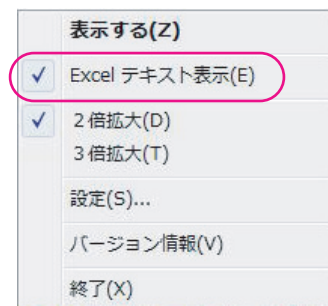 表示する(Z)
Excel テキスト表示(E)
2倍拡大(D)
3倍拡大(T)
設定(S)...
バージョン情報(V)
終了(X)